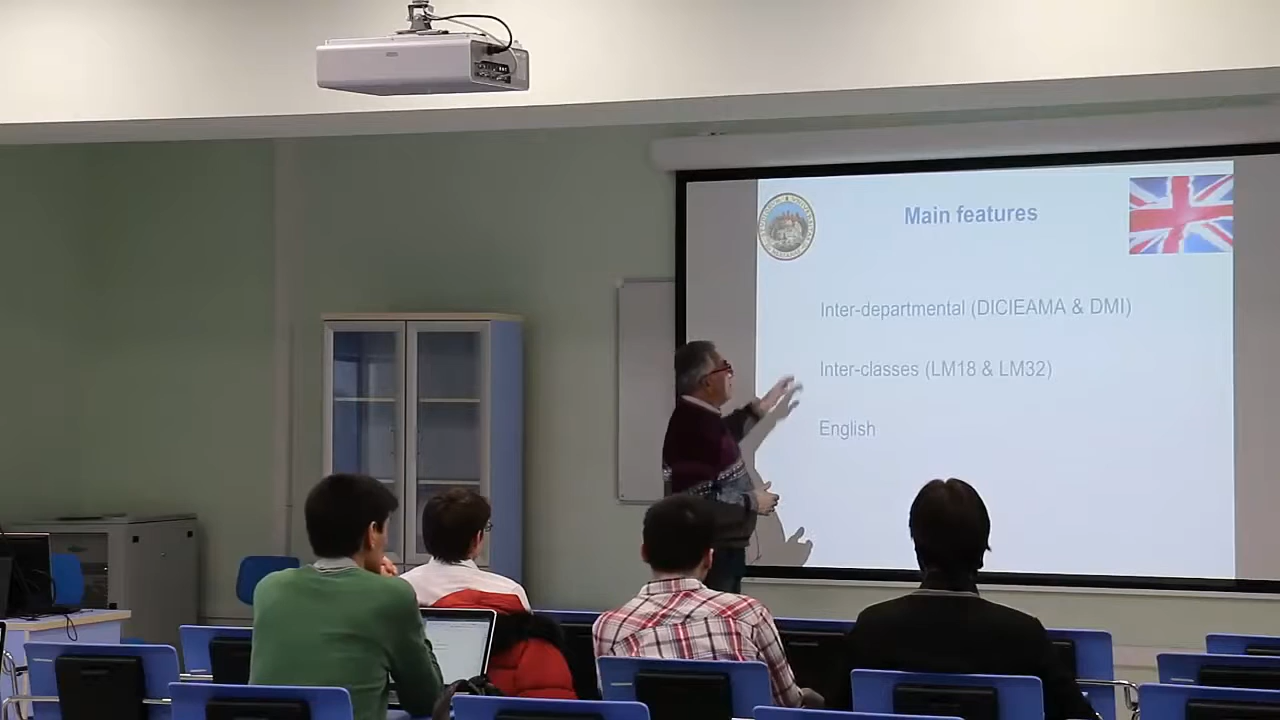 Main features
Inter-departmental (DICIEAMA & DMI)
Inter-classes (LM18 & LM32)
English